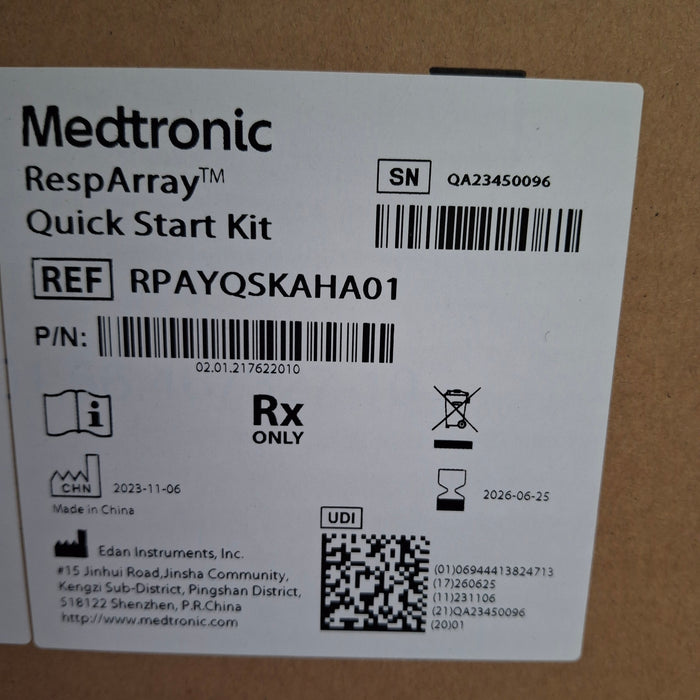 Medtronic
RespArray™
Quick Start Kit
SN QA23450096
REF RPAYQSKAHA01
P/N:
02.01.217622010
i
Rx
ONLY
CHN 2023-11-06
Made in China
2026-06-25
UDI
Edan Instruments, Inc.
#15 Jinhui Road,Jinsha Community,
Kengzi Sub-District, Pingshan District,
518122 Shenzhen, P.R.China
http://www.medtronic.com
(01)06944413824713
(17)260625
(11)231106
(21)QA23450096
(20)01